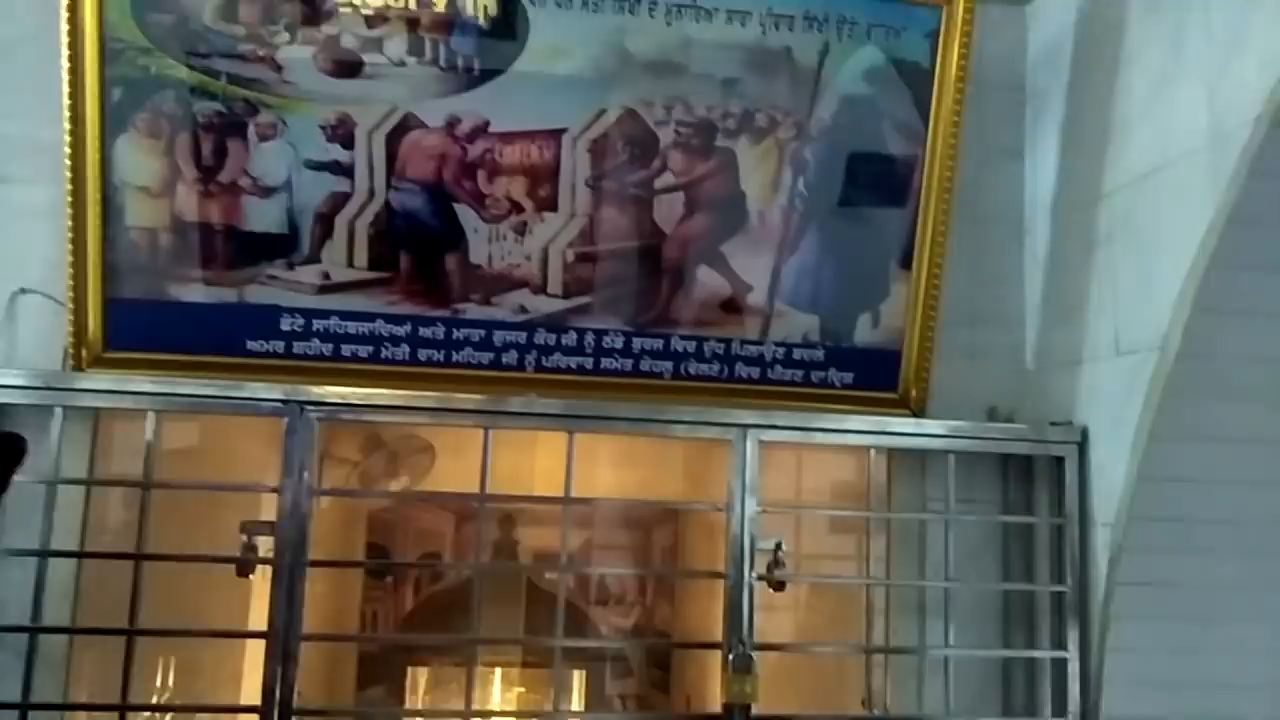 ਸਿੰਘਾਂ ਦੇ ਮੁਲਾਰਿਆ ਸਾਰਾ ਪ੍ਰੀਵਾਰ ਸਿੱਖੀ ਉੱਤੋਂ
ਛੋਟੇ ਸਾਹਿਬਜਾਦਿਆਂ ਅਤੇ ਮਾਤਾ ਗੁਜਰ ਕੌਰ ਜੀ ਨੂੰ ਠੰਡੇ ਬੁਰਜ ਵਿਚ ਦੁੱਧ ਪਿਲਾਉਣ ਬਦਲੇ
ਅਮਰ ਸ਼ਹੀਦ ਬਾਬਾ ਮੋਤੀ ਰਾਮ ਮਹਿਰਾ ਜੀ ਨੂੰ ਪਰਿਵਾਰ ਸਮੇਤ ਕੋਹਲੂ (ਵੇਲਣੇ) ਵਿਚ ਪੀੜਣ ਦਾ ਦ੍ਰਿਸ਼